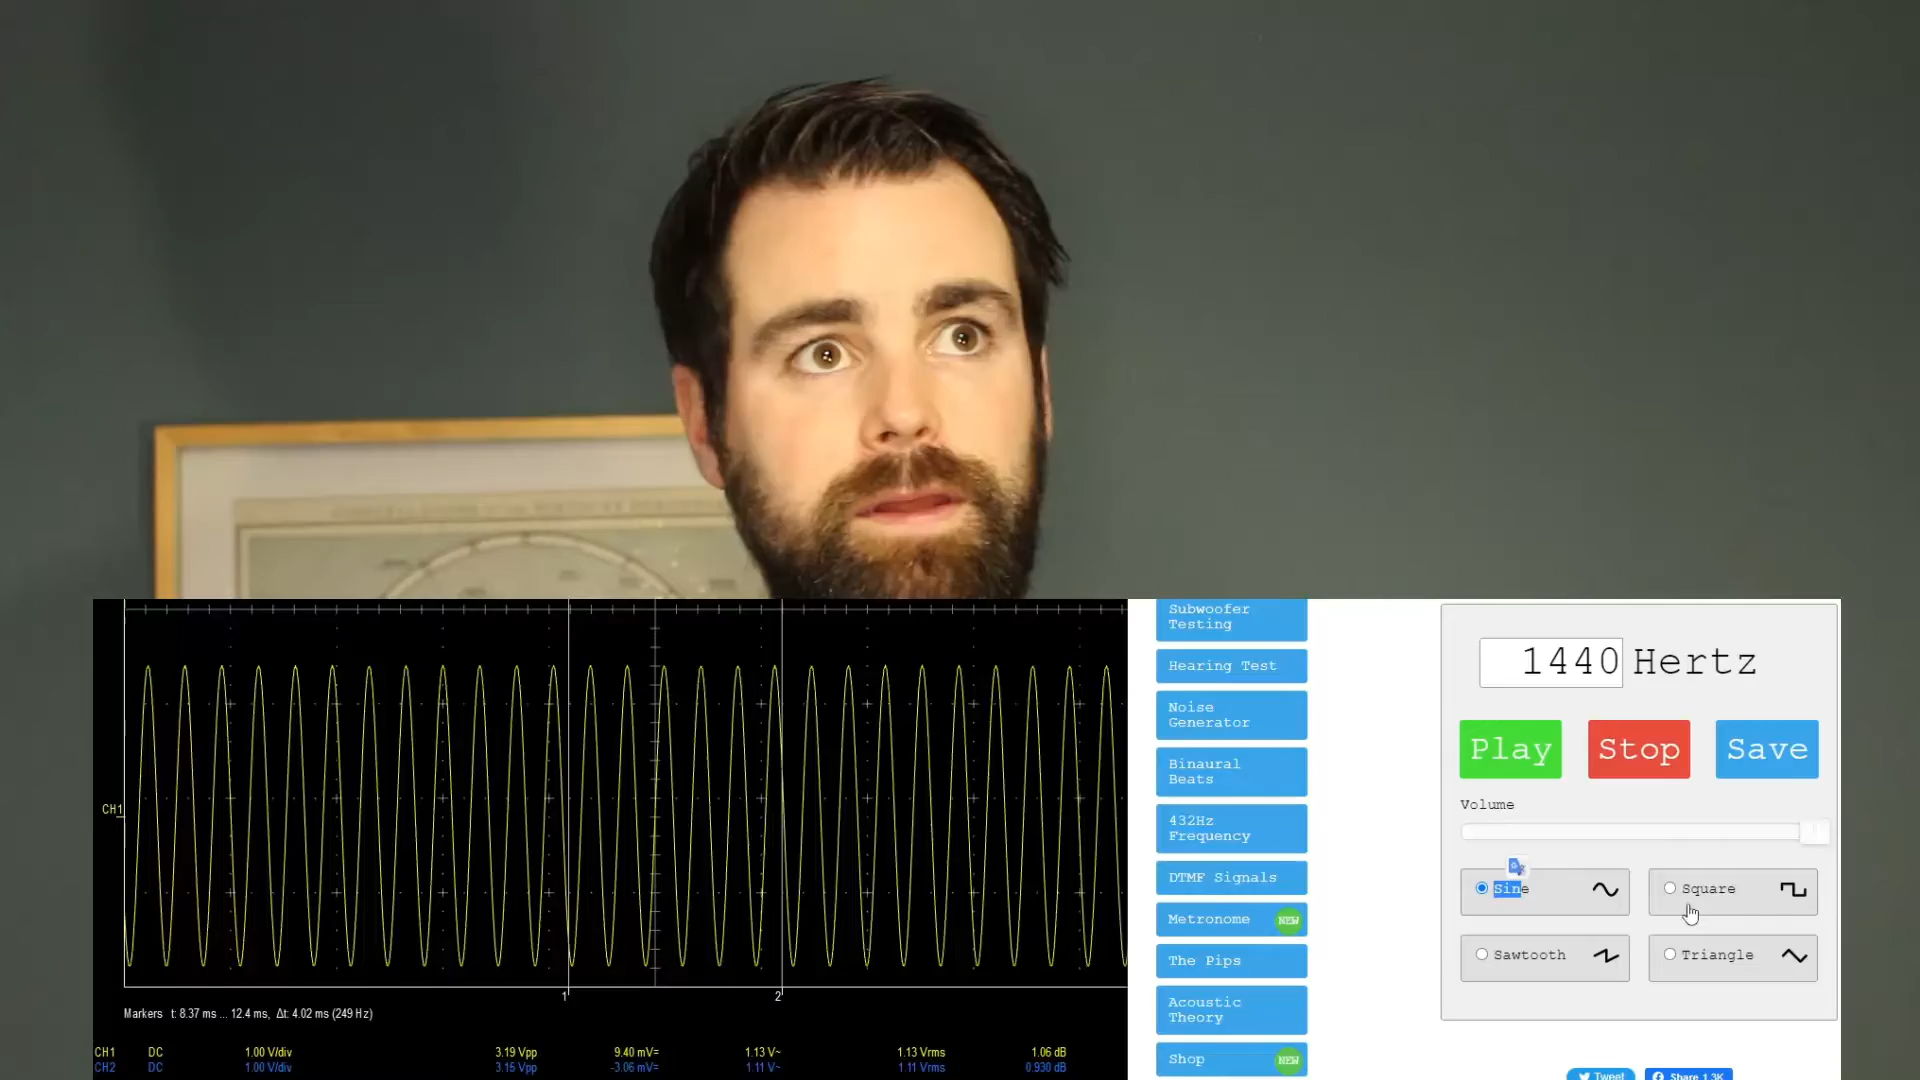 CH1
1
2
Markers t: 8.37 ms ... 12.4 ms, Δt: 4.02 ms (249 Hz)
CH1 DC 1.00 V/div 3.19 Vpp 9.40 mV= 1.13 V~ 1.13 Vrms 1.06 dB
CH2 DC 1.00 V/div 3.15 Vpp -3.06 mV= 1.11 V~ 1.11 Vrms 0.930 dB
Subwoofer
Testing
Hearing Test
Noise
Generator
Binaural
Beats
432Hz
Frequency
DTMF Signals
Metronome NEW
The Pips
Acoustic
Theory
Shop NEW
1440 Hertz
Play Stop Save
Volume
Sine Square
Sawtooth Triangle
Tweet Share 1.3K